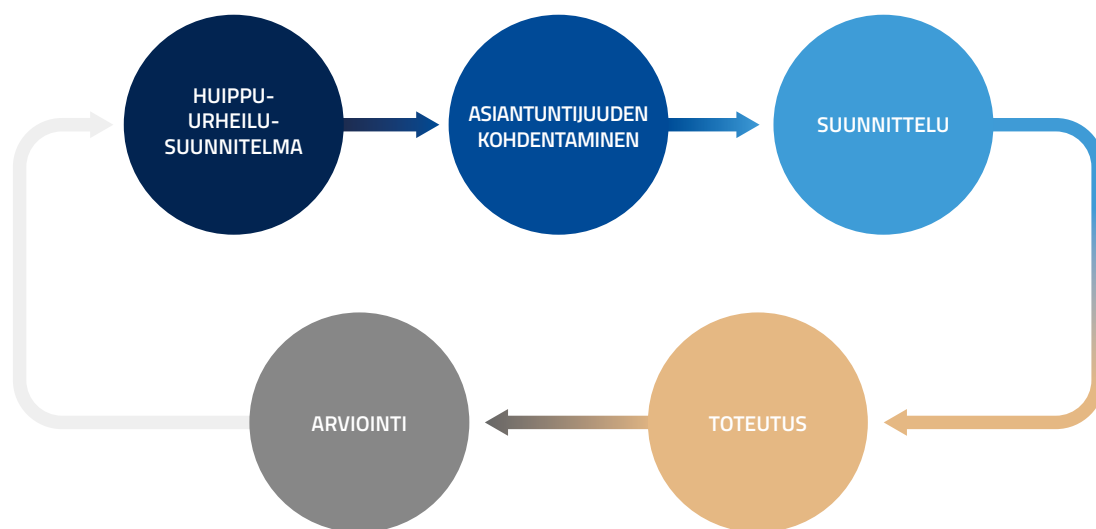 HUIPPU-
URHEILU-
SUUNNITELMA
ASIANTUNTIJUUDEN
KOHDENTAMINEN
SUUNNITTELU
ARVIOINTI
TOTEUTUS